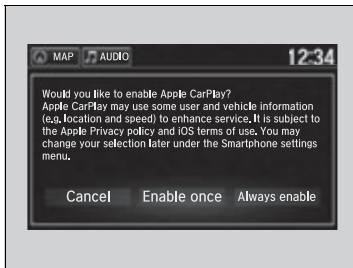 MAP AUDIO 12:34
Would you like to enable Apple CarPlay?
Apple CarPlay may use some user and vehicle information
(e.g. location and speed) to enhance service. It is subject to
the Apple Privacy policy and iOS terms of use. You may
change your selection later under the Smartphone settings
menu.
Cancel Enable once Always enable